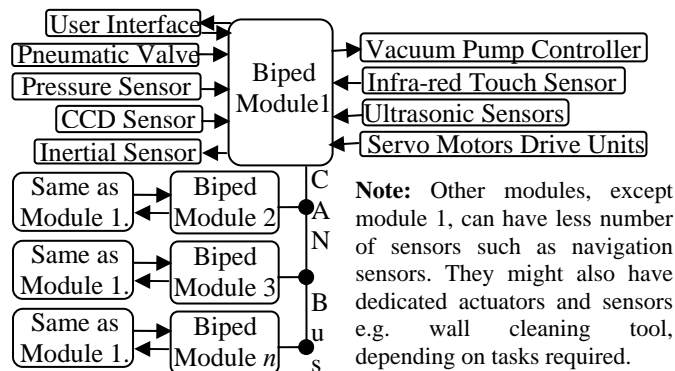 User Interface
Pneumatic Valve
Pressure Sensor
CCD Sensor
Inertial Sensor
Biped
Module1
Vacuum Pump Controller
Infra-red Touch Sensor
Ultrasonic Sensors
Servo Motors Drive Units
Same as
Module 1.
Biped
Module 2
Same as
Module 1.
Biped
Module 3
Same as
Module 1.
Biped
Module n
CAN Bus
Note: Other modules, except
module 1, can have less number
of sensors such as navigation
sensors. They might also have
dedicated actuators and sensors
e.g. wall cleaning tool,
depending on tasks required.